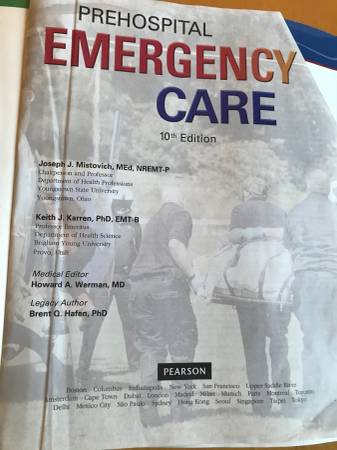 PREHOSPITAL
EMERGENCY
CARE
10th Edition
Joseph J. Mistovich, MEd, NREMT-P
Chairperson and Professor
Department of Health Professions
Youngstown State University
Youngstown, Ohio
Keith J. Karren, PhD, EMT-B
Professor Emeritus
Department of Health Science
Brigham Young University
Provo, Utah
Medical Editor
Howard A. Werman, MD
Legacy Author
Brent Q. Hafen, PhD
PEARSON
Boston Columbus Indianapolis New York San Francisco Upper Saddle River
Amsterdam Cape Town Dubai London Madrid Milan Munich Paris Montreal Toronto
Delhi Mexico City São Paulo Sydney Hong Kong Seoul Singapore Taipei Tokyo